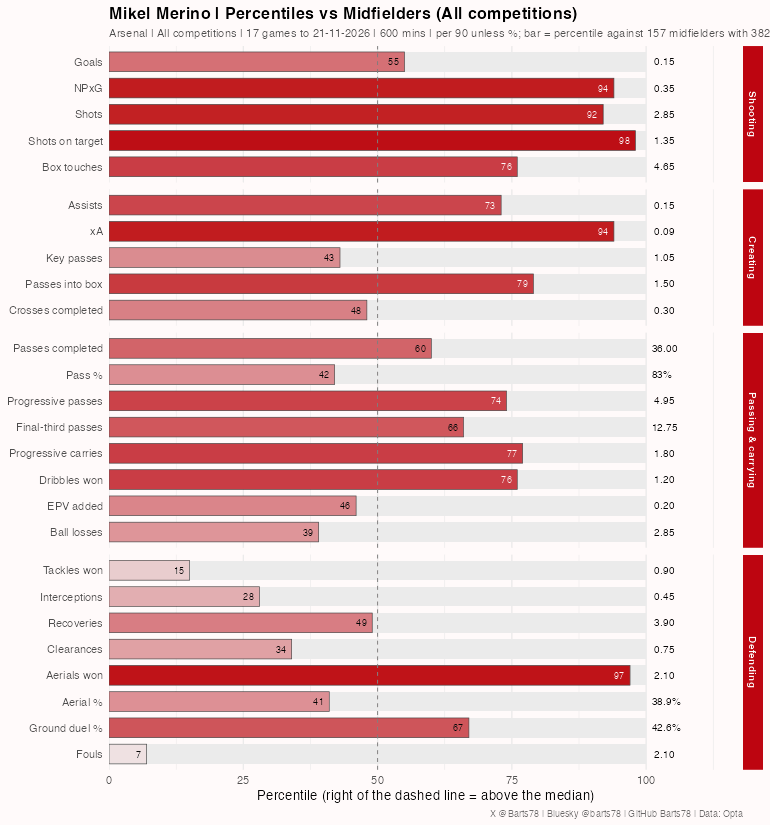 Mikel Merino | Percentiles vs Midfielders (All competitions)
Arsenal | All competitions | 17 games to 21-11-2026 | 600 mins | per 90 unless %; bar = percentile against 157 midfielders with 382
Goals 55 0.15
NPxG 94 0.35
Shots 92 2.85
Shots on target 98 1.35
Box touches 76 4.65
Shooting
Assists 73 0.15
xA 94 0.09
Key passes 43 1.05
Passes into box 79 1.50
Crosses completed 48 0.30
Creating
Passes completed 60 36.00
Pass % 42 83%
Progressive passes 74 4.95
Final-third passes 66 12.75
Progressive carries 77 1.80
Dribbles won 76 1.20
EPV added 46 0.20
Ball losses 39 2.85
Passing & carrying
Tackles won 15 0.90
Interceptions 28 0.45
Recoveries 49 3.90
Clearances 34 0.75
Aerials won 97 2.10
Aerial % 41 38.9%
Ground duel % 67 42.6%
Fouls 7 2.10
Defending
0 25 50 75 100
Percentile (right of the dashed line = above the median)
X @Barts78 | Bluesky @barts78 | GitHub Barts78 | Data: Opta